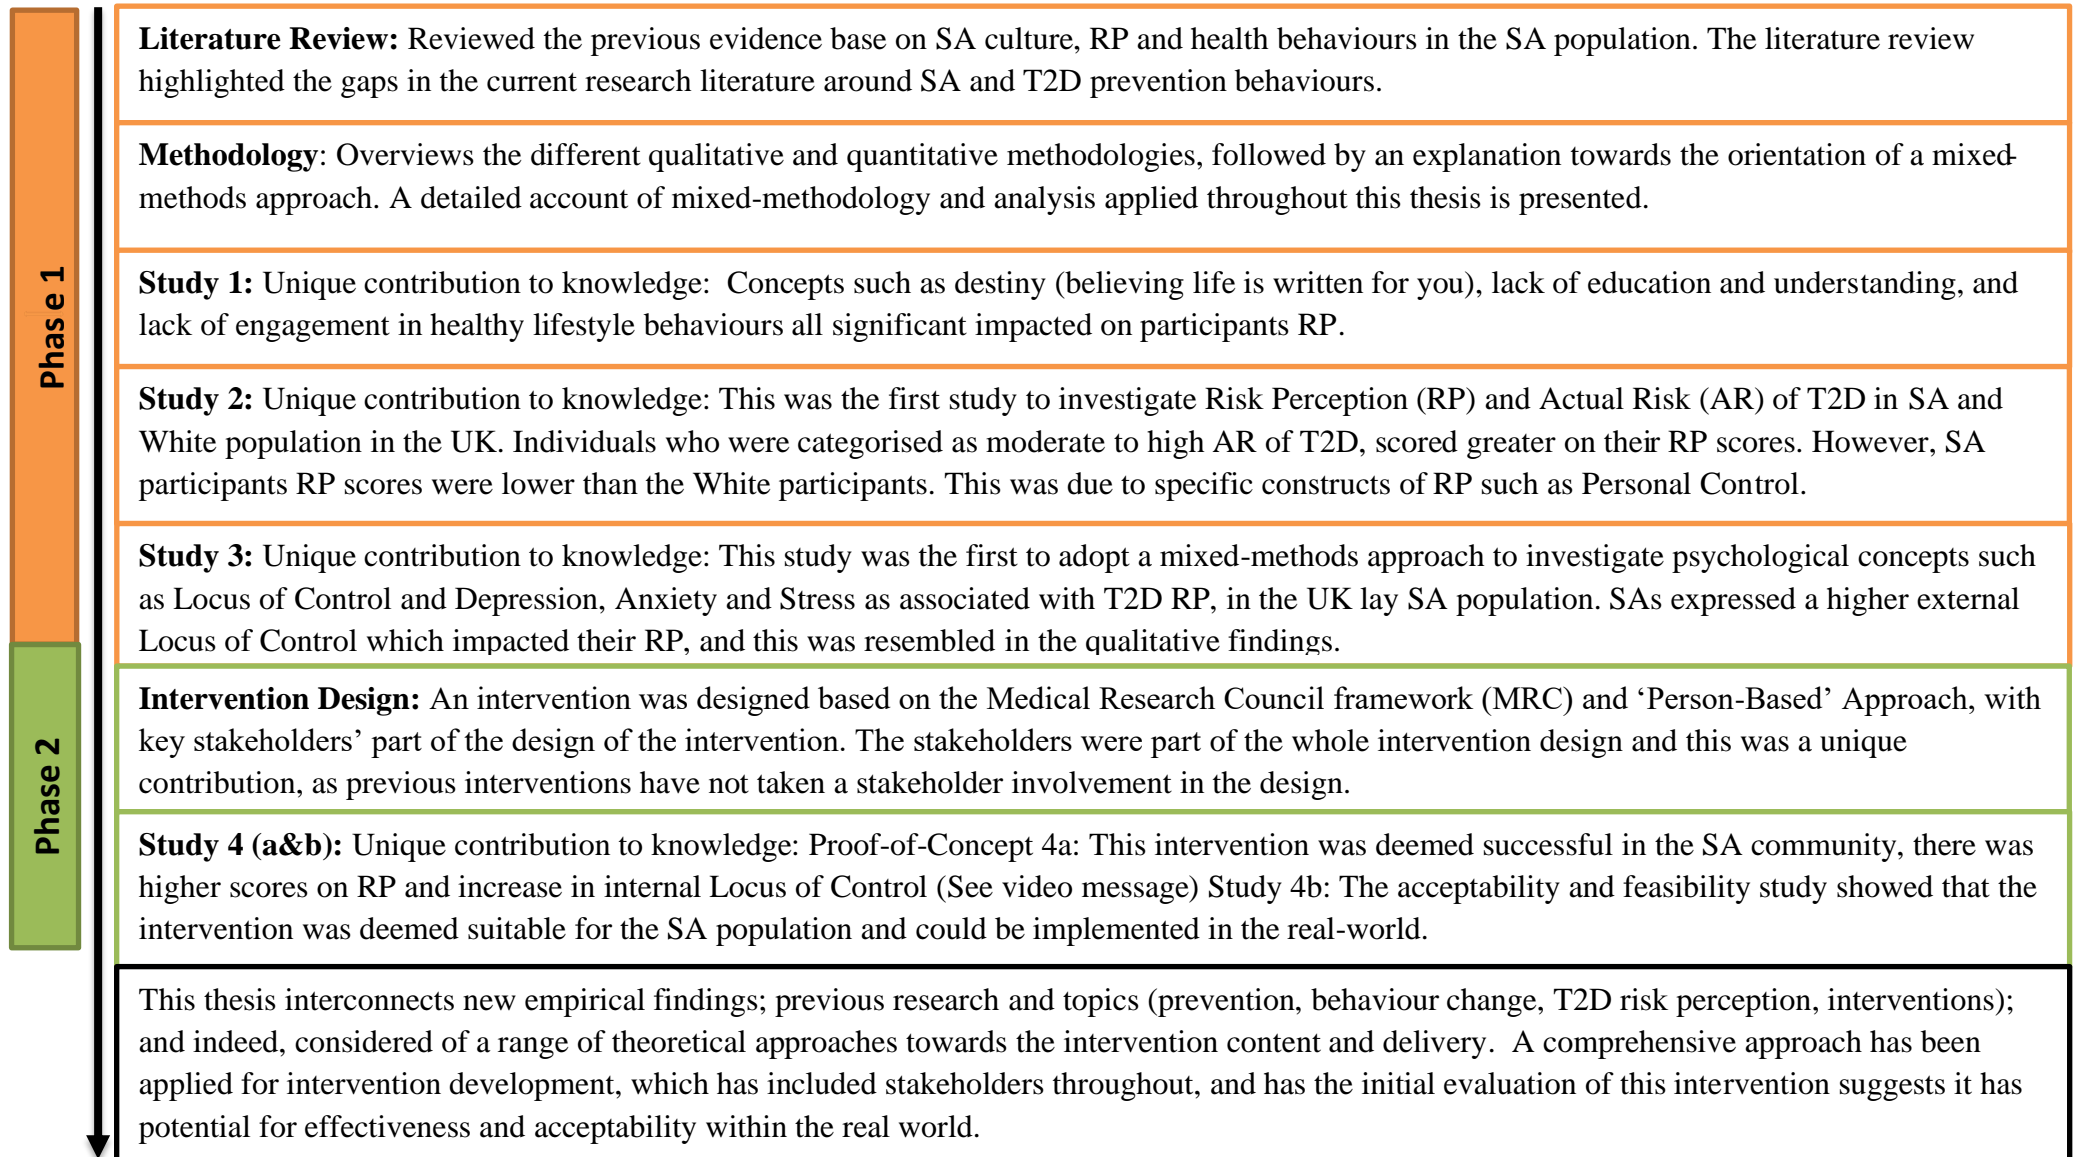 Phase 1
Literature Review: Reviewed the previous evidence base on SA culture, RP and health behaviours in the SA population. The literature review
highlighted the gaps in the current research literature around SA and T2D prevention behaviours.
Methodology: Overviews the different qualitative and quantitative methodologies, followed by an explanation towards the orientation of a mixed-
methods approach. A detailed account of mixed-methodology and analysis applied throughout this thesis is presented.
Study 1: Unique contribution to knowledge: Concepts such as destiny (believing life is written for you), lack of education and understanding, and
lack of engagement in healthy lifestyle behaviours all significant impacted on participants RP.
Study 2: Unique contribution to knowledge: This was the first study to investigate Risk Perception (RP) and Actual Risk (AR) of T2D in SA and
White population in the UK. Individuals who were categorised as moderate to high AR of T2D, scored greater on their RP scores. However, SA
participants RP scores were lower than the White participants. This was due to specific constructs of RP such as Personal Control.
Study 3: Unique contribution to knowledge: This study was the first to adopt a mixed-methods approach to investigate psychological concepts such
as Locus of Control and Depression, Anxiety and Stress as associated with T2D RP, in the UK lay SA population. SAs expressed a higher external
Locus of Control which impacted their RP, and this was resembled in the qualitative findings.
Phase 2
Intervention Design: An intervention was designed based on the Medical Research Council framework (MRC) and ‘Person-Based’ Approach, with
key stakeholders’ part of the design of the intervention. The stakeholders were part of the whole intervention design and this was a unique
contribution, as previous interventions have not taken a stakeholder involvement in the design.
Study 4 (a&b): Unique contribution to knowledge: Proof-of-Concept 4a: This intervention was deemed successful in the SA community, there was
higher scores on RP and increase in internal Locus of Control (See video message) Study 4b: The acceptability and feasibility study showed that the
intervention was deemed suitable for the SA population and could be implemented in the real-world.
This thesis interconnects new empirical findings; previous research and topics (prevention, behaviour change, T2D risk perception, interventions);
and indeed, considered of a range of theoretical approaches towards the intervention content and delivery. A comprehensive approach has been
applied for intervention development, which has included stakeholders throughout, and has the initial evaluation of this intervention suggests it has
potential for effectiveness and acceptability within the real world.